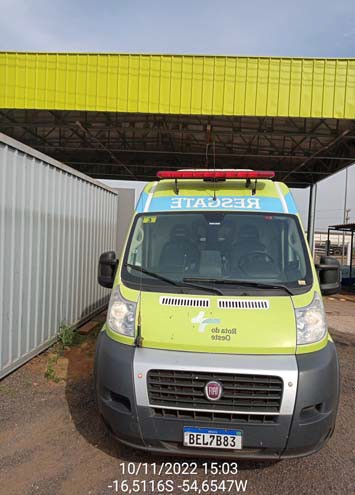 RESGATE
Rota do
Oeste
FIAT
BEL7B83
10/11/2022 15:03
-16,5116S -54,6547W